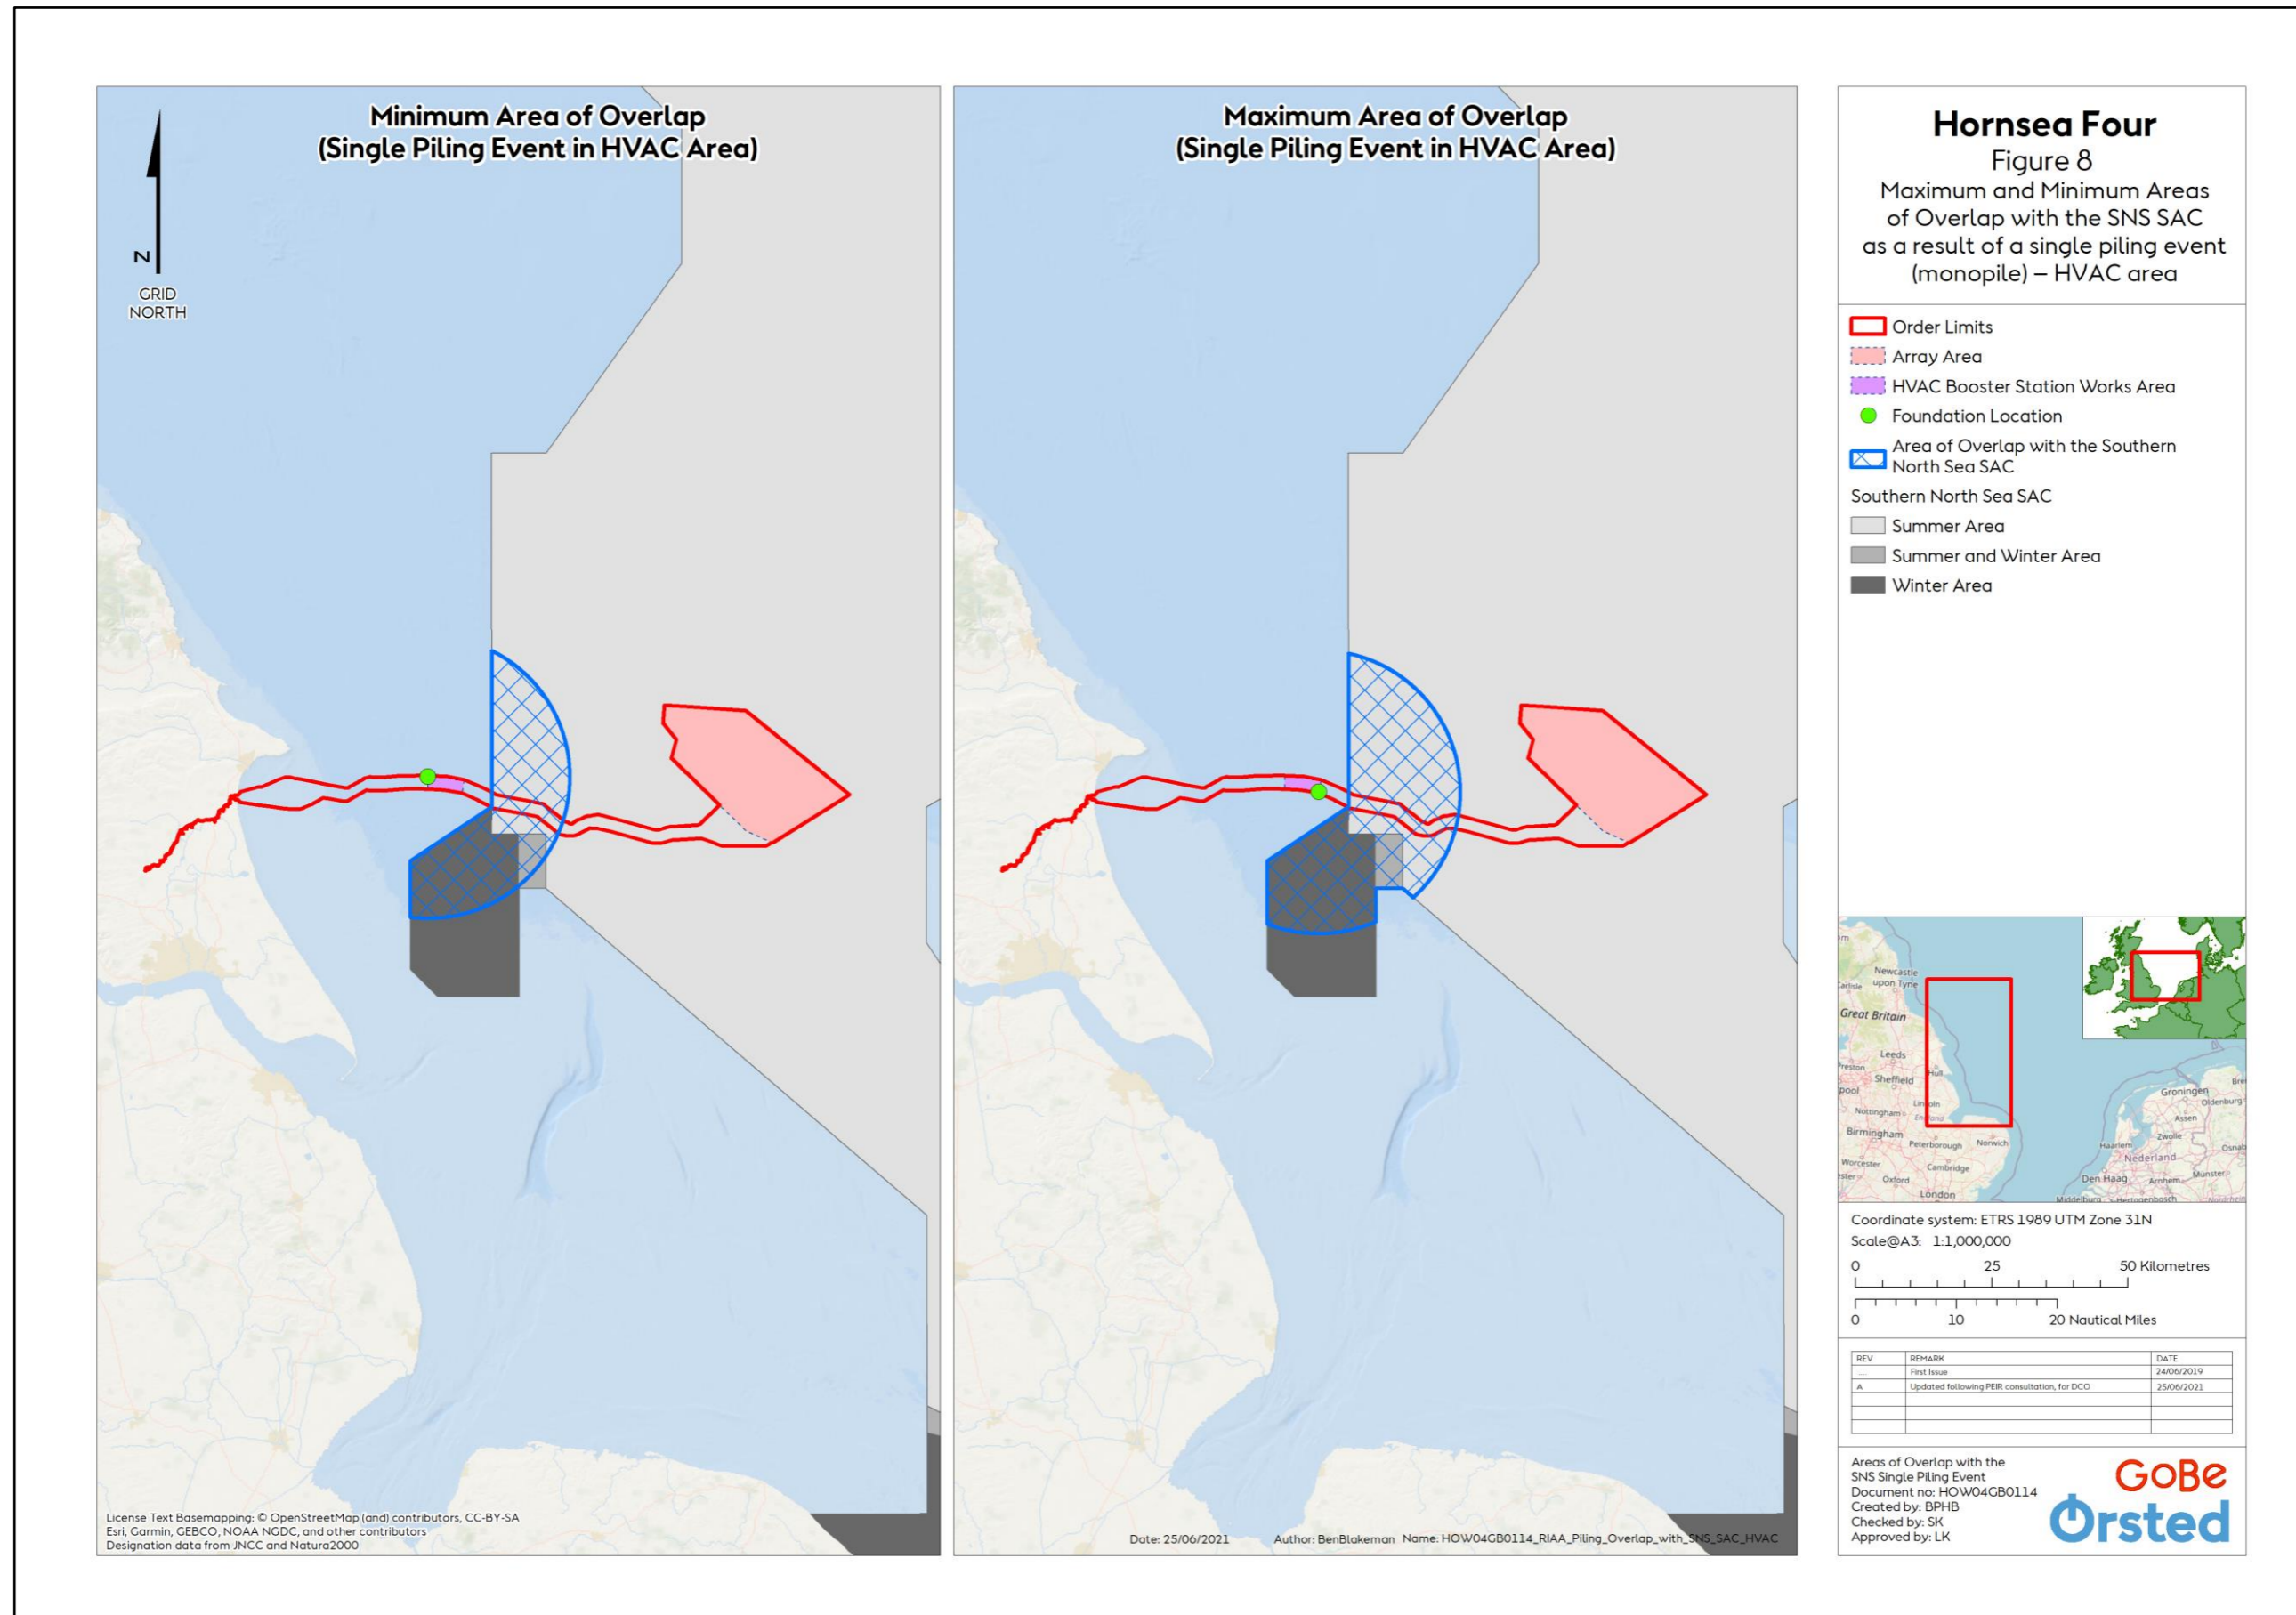 Minimum Area of Overlap
(Single Piling Event in HVAC Area)
N
GRID
NORTH
License Text Basemapping: © OpenStreetMap (and) contributors, CC-BY-SA
Esri, Garmin, GEBCO, NOAA NGDC, and other contributors
Designation data from JNCC and Natura2000
Maximum Area of Overlap
(Single Piling Event in HVAC Area)
Date: 25/06/2021 Author: BenBlakeman Name: HOW04GB0114_RIAA_Piling_Overlap_with_SNS_SAC_HVAC
Hornsea Four
Figure 8
Maximum and Minimum Areas
of Overlap with the SNS SAC
as a result of a single piling event
(monopile) – HVAC area
Order Limits
Array Area
HVAC Booster Station Works Area
Foundation Location
Area of Overlap with the Southern
North Sea SAC
Southern North Sea SAC
Summer Area
Summer and Winter Area
Winter Area
Newcastle
upon Tyne
Great Britain
Leeds
Preston
Sheffield
Hull
pool
Lincoln
Nottingham
England
Birmingham
Peterborough
Norwich
Worcester
Cambridge
Oxford
London
Groningen
Oldenburg
Assen
Zwolle
Haarlem
Nederland
Osnab
Den Haag
Arnhem
Münster
Middelburg
's-Hertogenbosch
Coordinate system: ETRS 1989 UTM Zone 31N
Scale@A3: 1:1,000,000
0 25 50 Kilometres
0 10 20 Nautical Miles
REV REMARK DATE
First Issue 24/06/2019
A Updated following PEIR consultation, for DCO 25/06/2021
Areas of Overlap with the
SNS Single Piling Event
Document no: HOW04GB0114
Created by: BPHB
Checked by: SK
Approved by: LK
GoBe
Ørsted